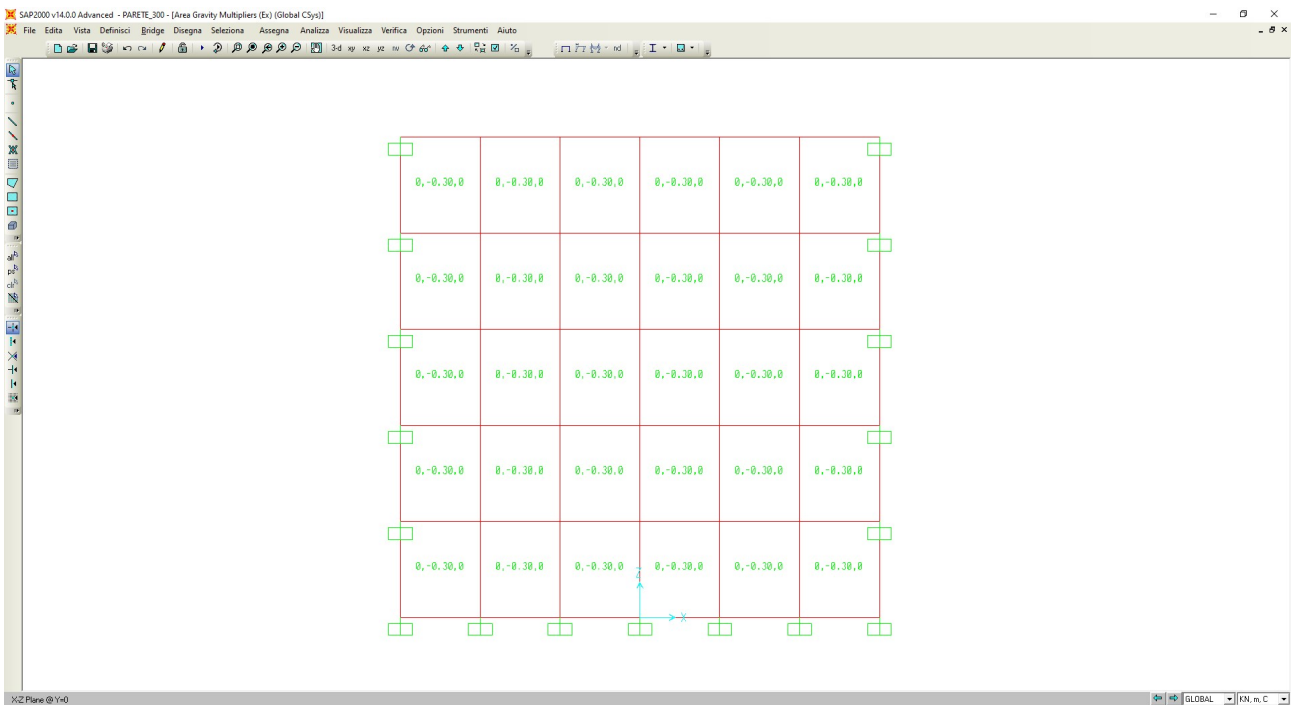 SAP2000 v14.0.0 Advanced - PARETE_300 - [Area Gravity Multipliers (Ex) (Global CSys)]
File Edita Vista Definisci Bridge Disegna Seleziona Assegna Analizza Visualizza Verifica Opzioni Strumenti Aiuto
3-d xy xz yz nv nd
all
ps
clr
0,-0.30,0 0,-0.30,0 0,-0.30,0 0,-0.30,0 0,-0.30,0 0,-0.30,0
0,-0.30,0 0,-0.30,0 0,-0.30,0 0,-0.30,0 0,-0.30,0 0,-0.30,0
0,-0.30,0 0,-0.30,0 0,-0.30,0 0,-0.30,0 0,-0.30,0 0,-0.30,0
0,-0.30,0 0,-0.30,0 0,-0.30,0 0,-0.30,0 0,-0.30,0 0,-0.30,0
0,-0.30,0 0,-0.30,0 0,-0.30,0 0,-0.30,0 0,-0.30,0 0,-0.30,0
Z
X
X-Z Plane @ Y=0 GLOBAL KN, m, C